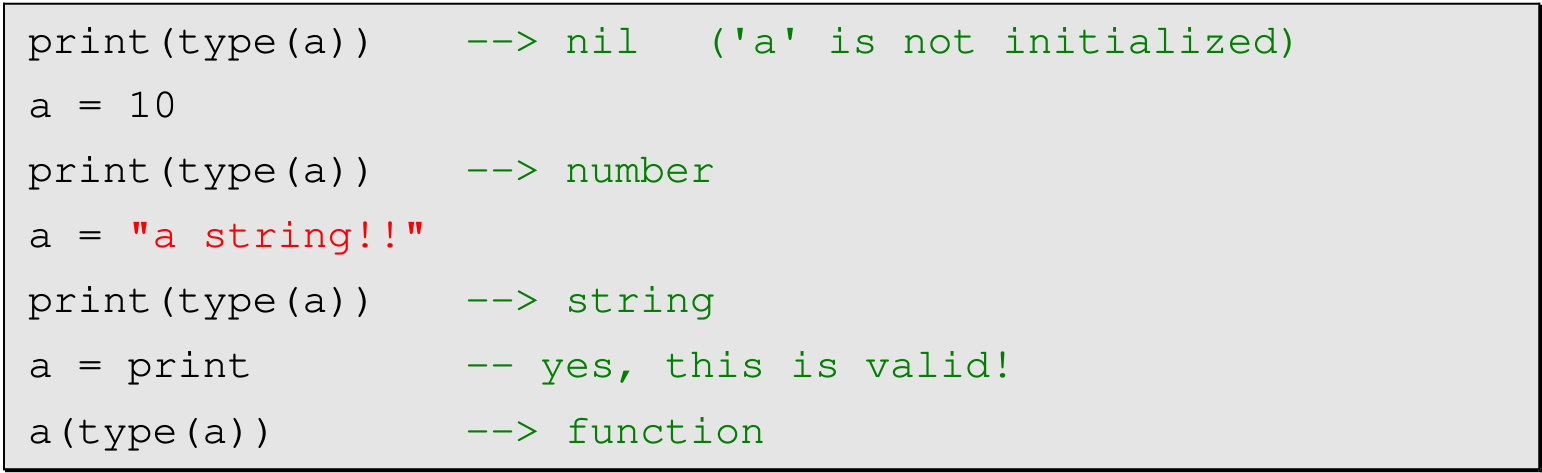 print(type(a))    --> nil   ('a' is not initialized)
a = 10
print(type(a))    --> number
a = "a string!!"
print(type(a))    --> string
a = print         -- yes, this is valid!
a(type(a))        --> function